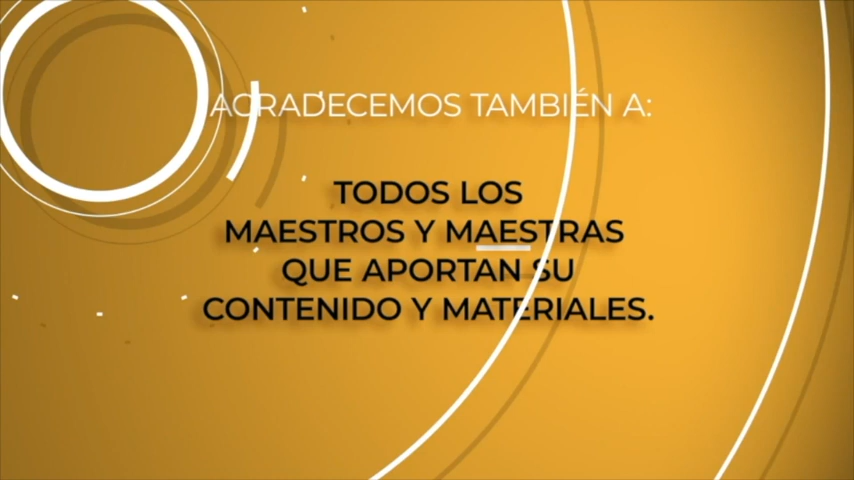 AGRADECEMOS TAMBIÉN A:
TODOS LOS
MAESTROS Y MAESTRAS
QUE APORTAN SU
CONTENIDO Y MATERIALES.